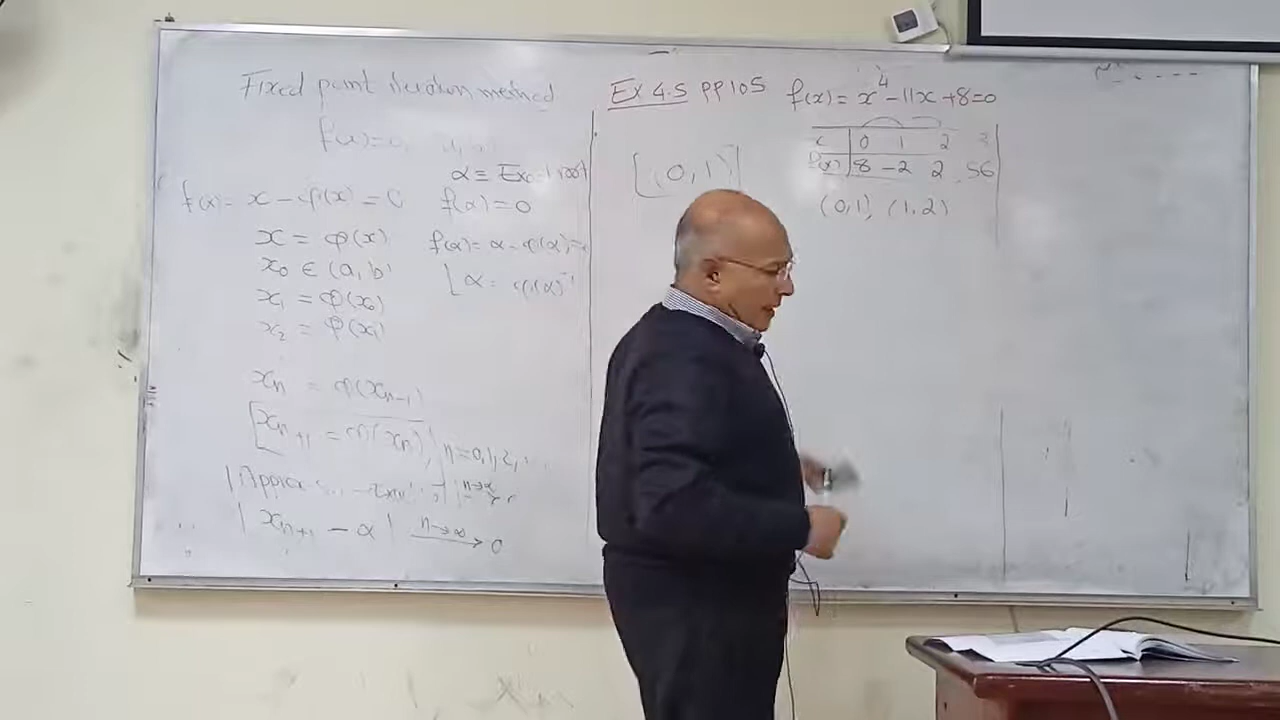 Fixed point iteration method
f(x)=0,
α = Exact root
f(x) = x - φ(x) = 0
f(α) = 0
x = φ(x)
f(α) = α - φ(α) =
x₀ ∈ (a, b)
α = φ(α)
x₁ = φ(x₀)
x₂ = φ(x₁)
xₙ = φ(xₙ₋₁)
xₙ₊₁ = φ(xₙ), n=0,1,2,
| xₙ₊₁ - α | n→∞ → 0
EX 4.5 PP105 f(x) = x⁴ - 11x + 8 = 0
x 0 1 2 3
f(x) 8 -2 2 56
(0,1)
(0,1), (1,2)